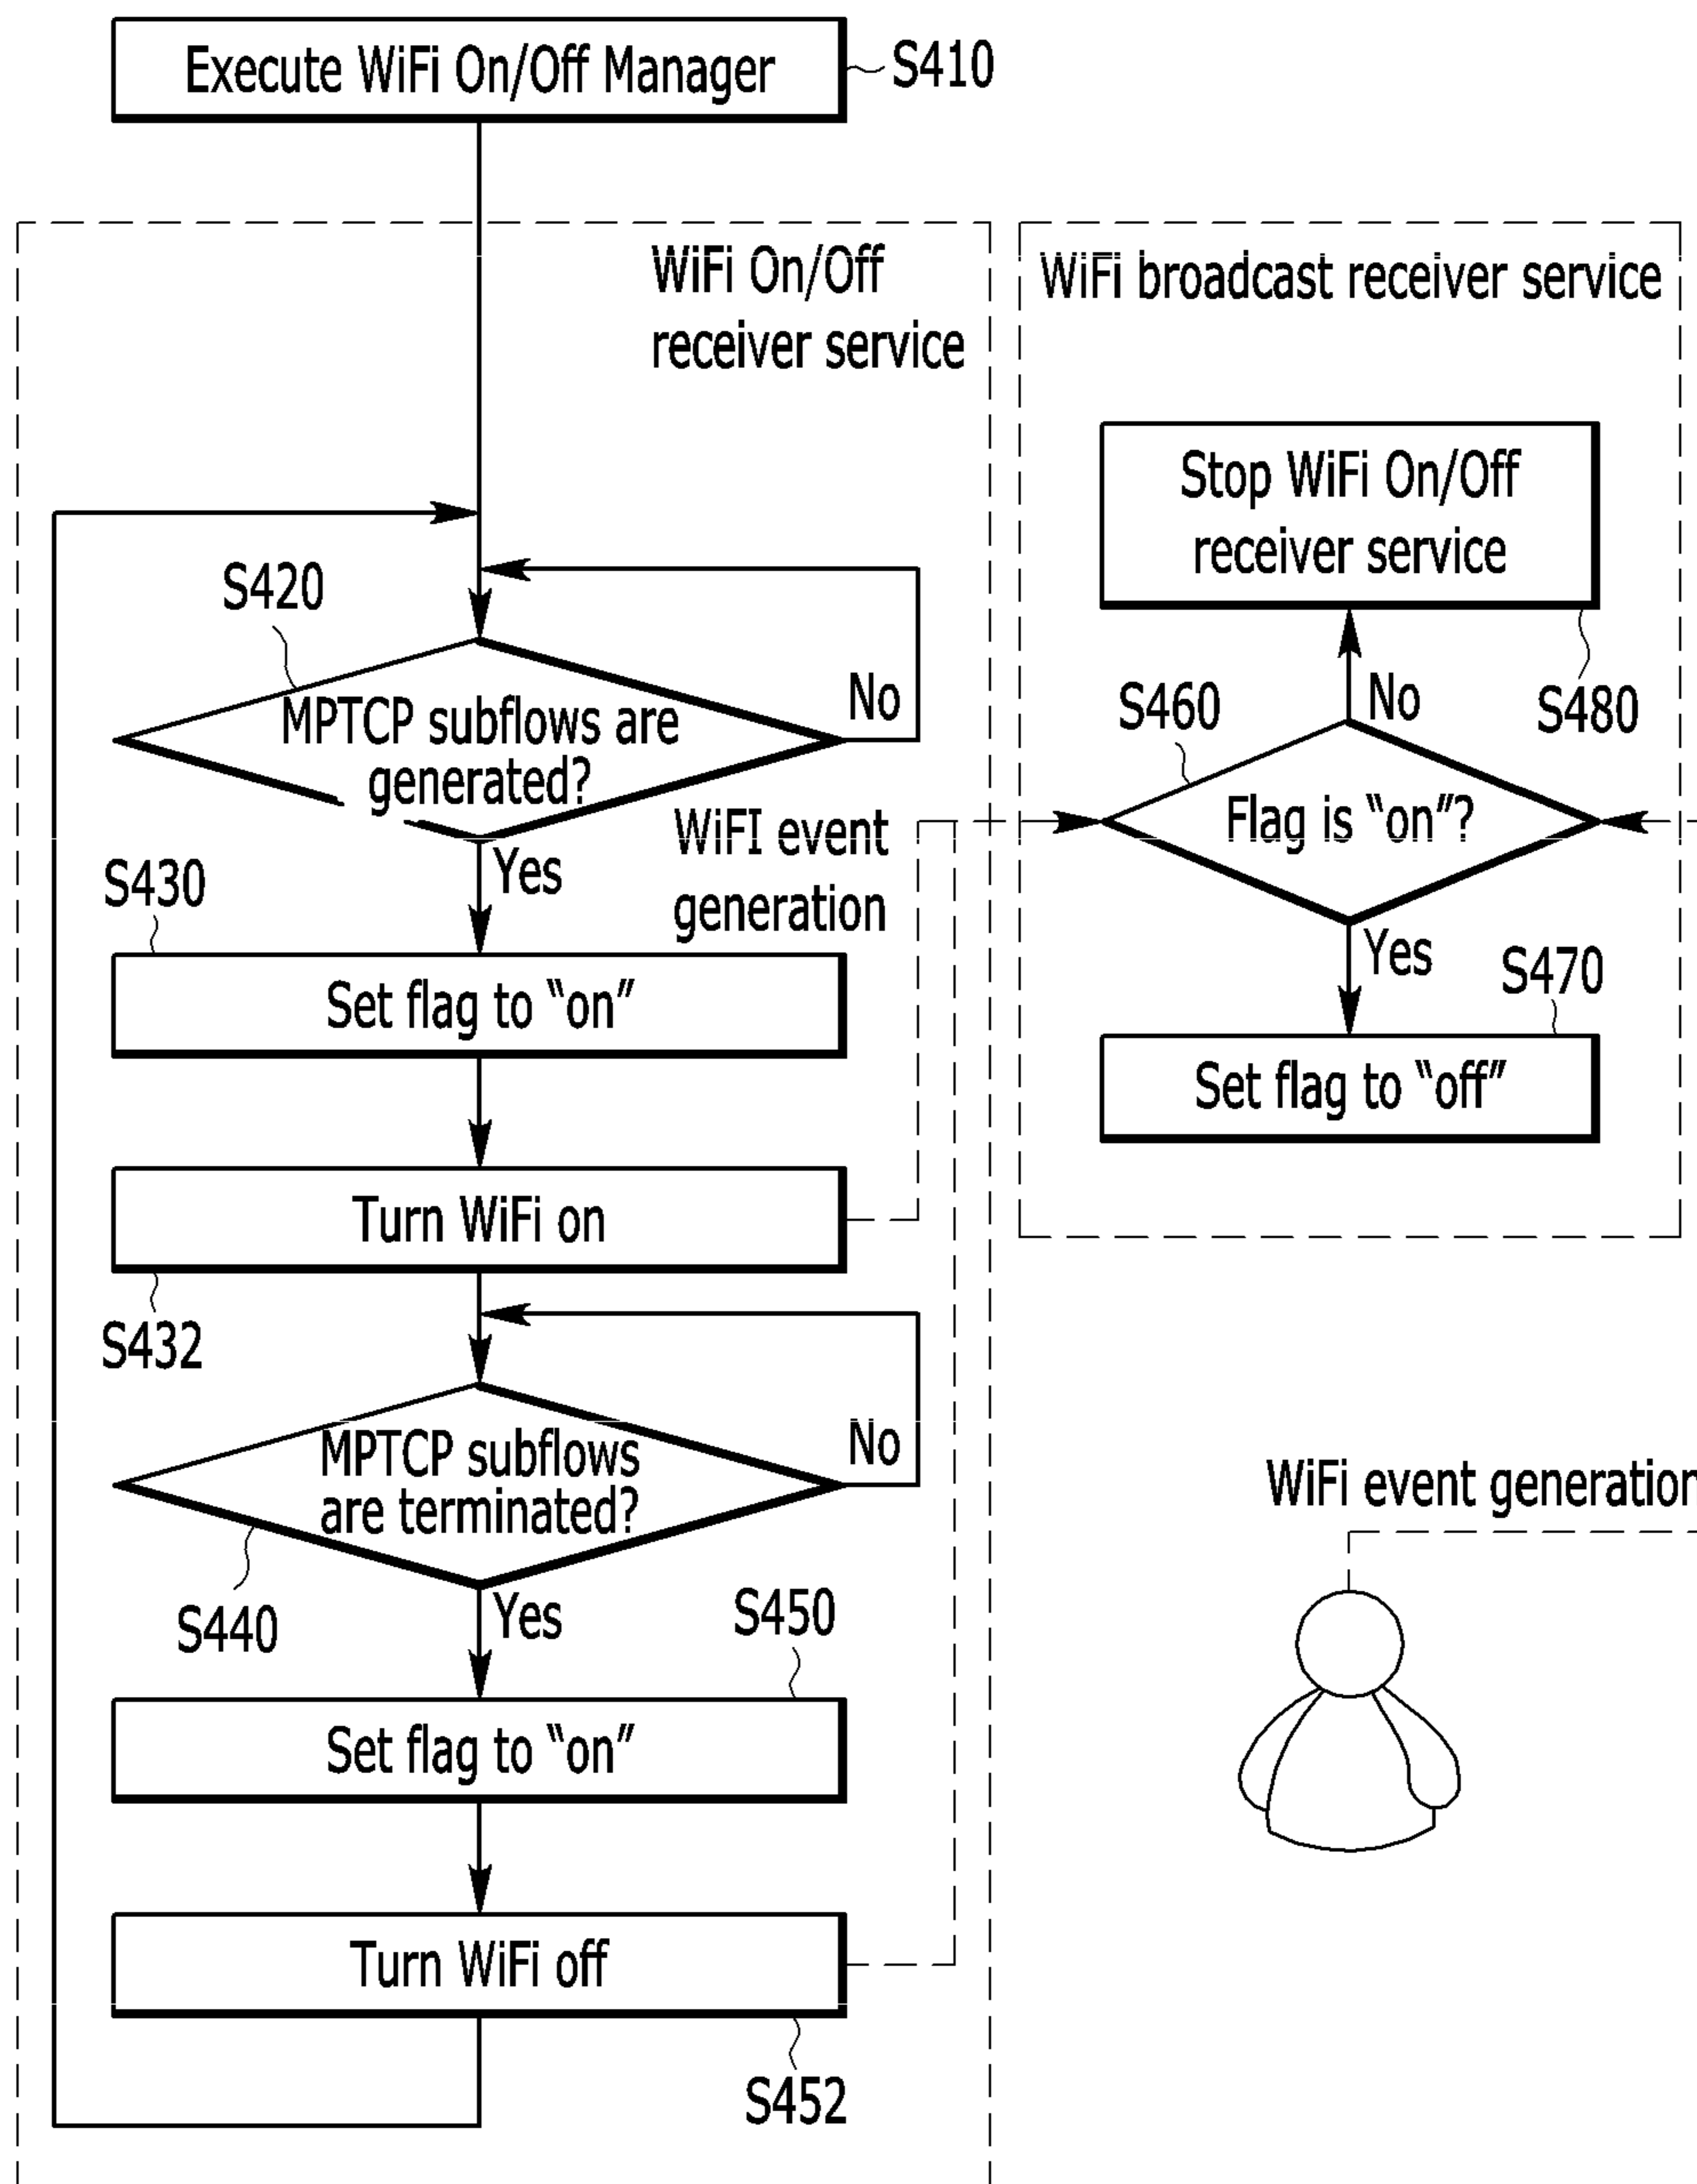 Execute WiFi On/Off Manager
S410
WiFi On/Off
receiver service
S420
MPTCP subflows are
generated?
No
Yes
WiFI event
generation
S430
Set flag to “on”
Turn WiFi on
S432
MPTCP subflows
are terminated?
No
S440
Yes
S450
Set flag to “on”
Turn WiFi off
S452
WiFi broadcast receiver service
Stop WiFi On/Off
receiver service
S480
No
S460
Flag is “on”?
Yes
S470
Set flag to “off”
WiFi event generation